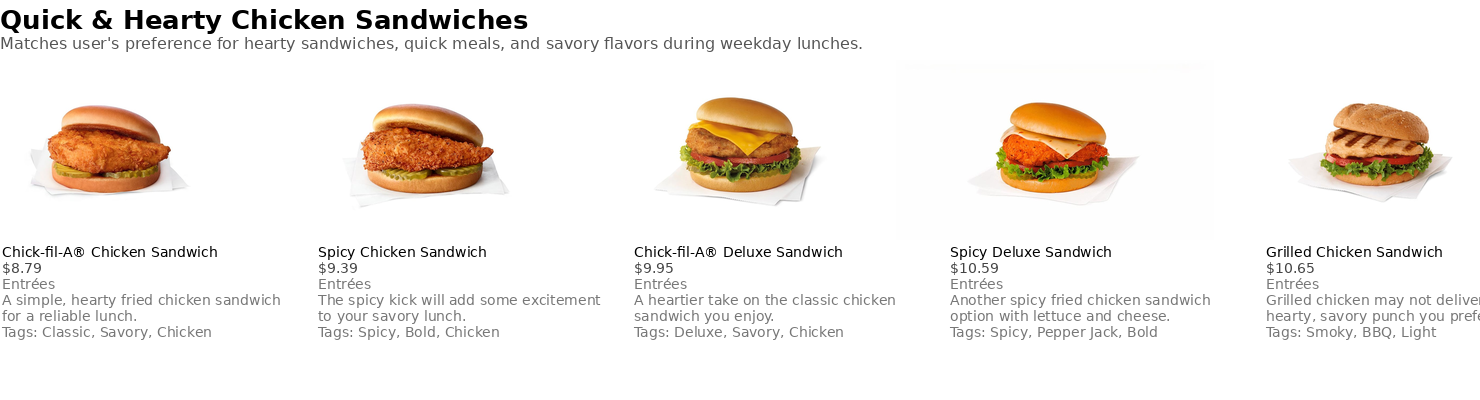 Quick & Hearty Chicken Sandwiches
Matches user's preference for hearty sandwiches, quick meals, and savory flavors during weekday lunches.
Chick-fil-A® Chicken Sandwich
$8.79
Entrées
A simple, hearty fried chicken sandwich
for a reliable lunch.
Tags: Classic, Savory, Chicken
Spicy Chicken Sandwich
$9.39
Entrées
The spicy kick will add some excitement
to your savory lunch.
Tags: Spicy, Bold, Chicken
Chick-fil-A® Deluxe Sandwich
$9.95
Entrées
A heartier take on the classic chicken
sandwich you enjoy.
Tags: Deluxe, Savory, Chicken
Spicy Deluxe Sandwich
$10.59
Entrées
Another spicy fried chicken sandwich
option with lettuce and cheese.
Tags: Spicy, Pepper Jack, Bold
Grilled Chicken Sandwich
$10.65
Entrées
Grilled chicken may not
hearty, savory punch you
Tags: Smoky, BBQ, Light